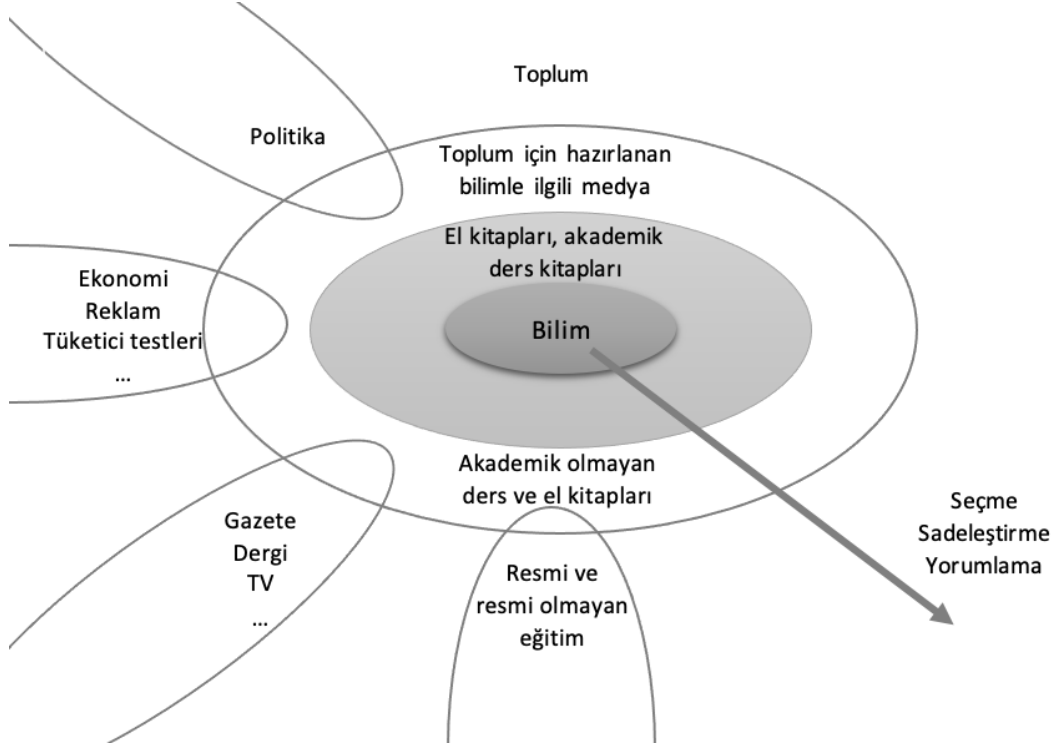 Toplum
Politika
Toplum için hazırlanan
bilimle ilgili medya
El kitapları, akademik
ders kitapları
Ekonomi
Reklam
Tüketici testleri
...
Bilim
Akademik olmayan
ders ve el kitapları
Seçme
Sadeleştirme
Yorumlama
Gazete
Dergi
TV
...
Resmi ve
resmi olmayan
eğitim